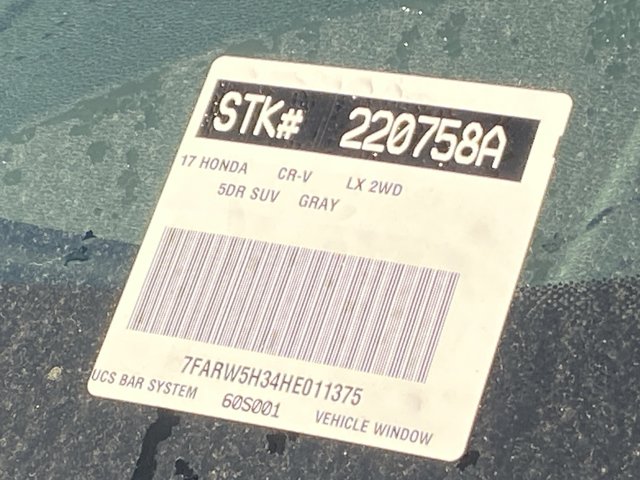 STK# 220758A
17 HONDA CR-V LX 2WD
5DR SUV GRAY
7FARW5H34HE011375
UCS BAR SYSTEM 60S001 VEHICLE WINDOW